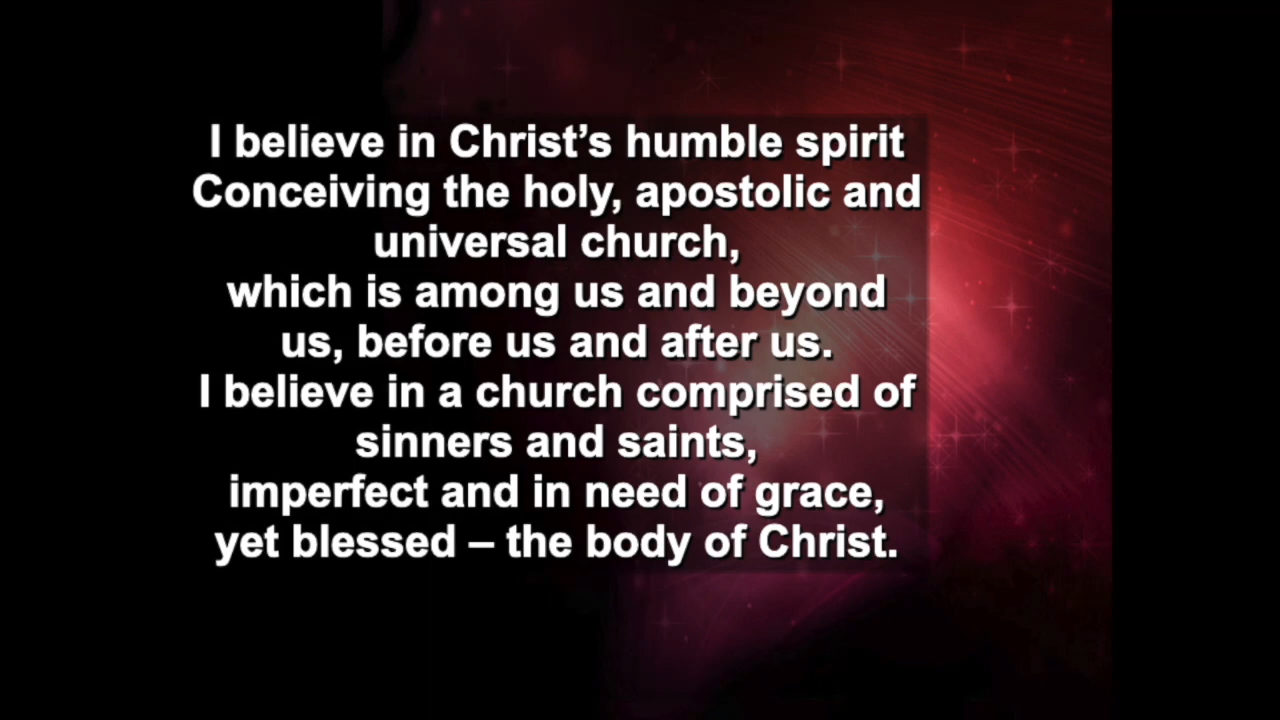 I believe in Christ’s humble spirit
Conceiving the holy, apostolic and
universal church,
which is among us and beyond
us, before us and after us.
I believe in a church comprised of
sinners and saints,
imperfect and in need of grace,
yet blessed – the body of Christ.